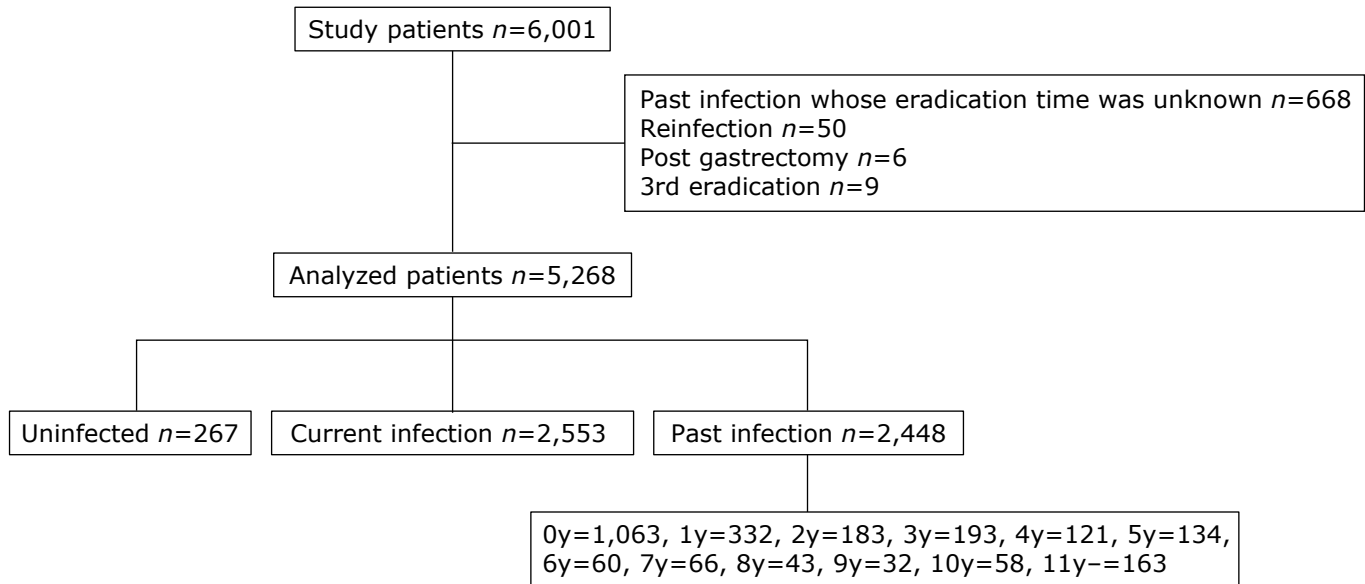 Study patients n=6,001
Past infection whose eradication time was unknown n=668
Reinfection n=50
Post gastrectomy n=6
3rd eradication n=9
Analyzed patients n=5,268
Uninfected n=267
Current infection n=2,553
Past infection n=2,448
0y=1,063, 1y=332, 2y=183, 3y=193, 4y=121, 5y=134,
6y=60, 7y=66, 8y=43, 9y=32, 10y=58, 11y–=163